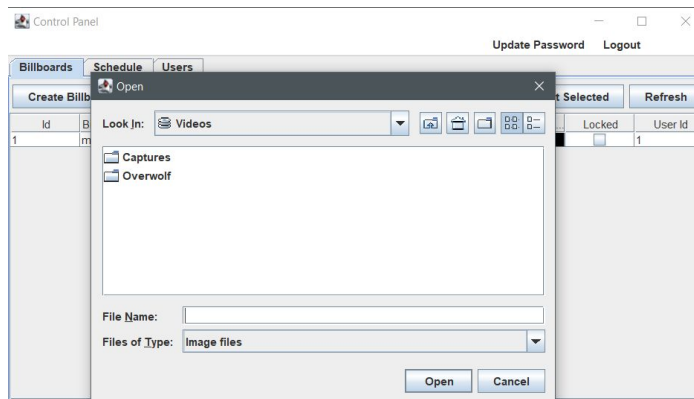 Control Panel
Update Password Logout
Billboards Schedule Users
Create Billb
Open
t Selected Refresh
Id B Locked User Id
1 m 1
Look In: Videos
Captures
Overwolf
File Name:
Files of Type: Image files
Open Cancel